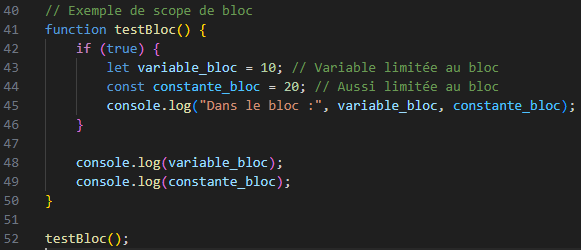 40 // Exemple de scope de bloc
41 function testBloc() {
42 if (true) {
43 let variable_bloc = 10; // Variable limitée au bloc
44 const constante_bloc = 20; // Aussi limitée au bloc
45 console.log("Dans le bloc :", variable_bloc, constante_bloc);
46 }
47
48 console.log(variable_bloc);
49 console.log(constante_bloc);
50 }
51
52 testBloc();